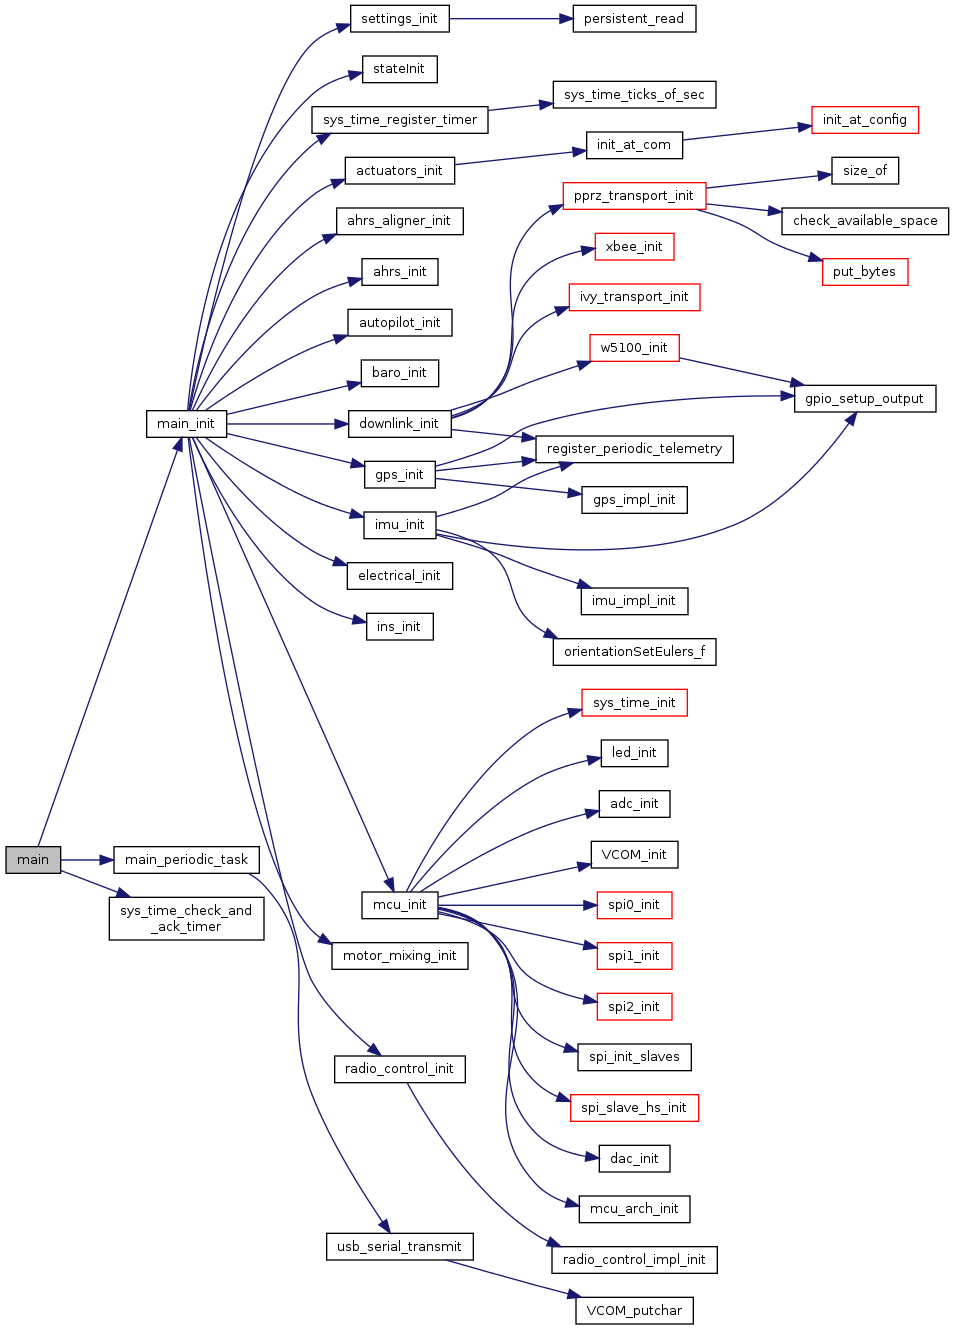 settings_init
persistent_read
stateInit
sys_time_ticks_of_sec
sys_time_register_timer
init_at_config
init_at_com
actuators_init
size_of
pprz_transport_init
ahrs_aligner_init
check_available_space
xbee_init
ahrs_init
put_bytes
ivy_transport_init
autopilot_init
w5100_init
baro_init
gpio_setup_output
main_init
downlink_init
register_periodic_telemetry
gps_init
gps_impl_init
imu_init
electrical_init
imu_impl_init
ins_init
orientationSetEulers_f
sys_time_init
led_init
adc_init
VCOM_init
main
main_periodic_task
mcu_init
spi0_init
sys_time_check_and
_ack_timer
motor_mixing_init
spi1_init
spi2_init
spi_init_slaves
radio_control_init
spi_slave_hs_init
dac_init
mcu_arch_init
usb_serial_transmit
radio_control_impl_init
VCOM_putchar